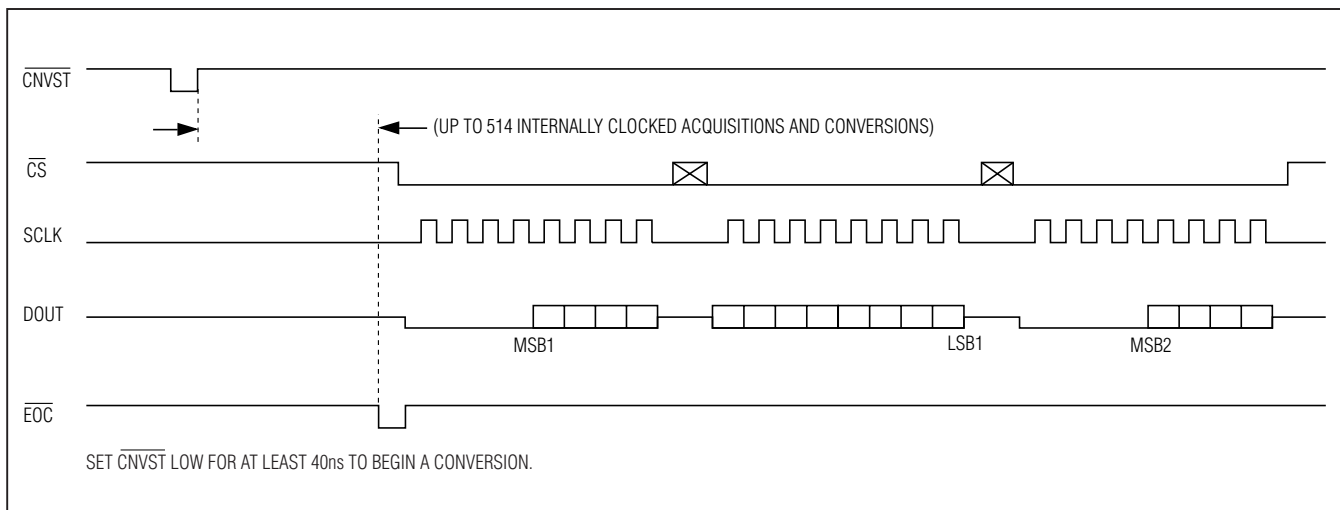 CNVST
(UP TO 514 INTERNALLY CLOCKED ACQUISITIONS AND CONVERSIONS)
CS
SCLK
DOUT
MSB1
LSB1
MSB2
EOC
SET CNVST LOW FOR AT LEAST 40ns TO BEGIN A CONVERSION.